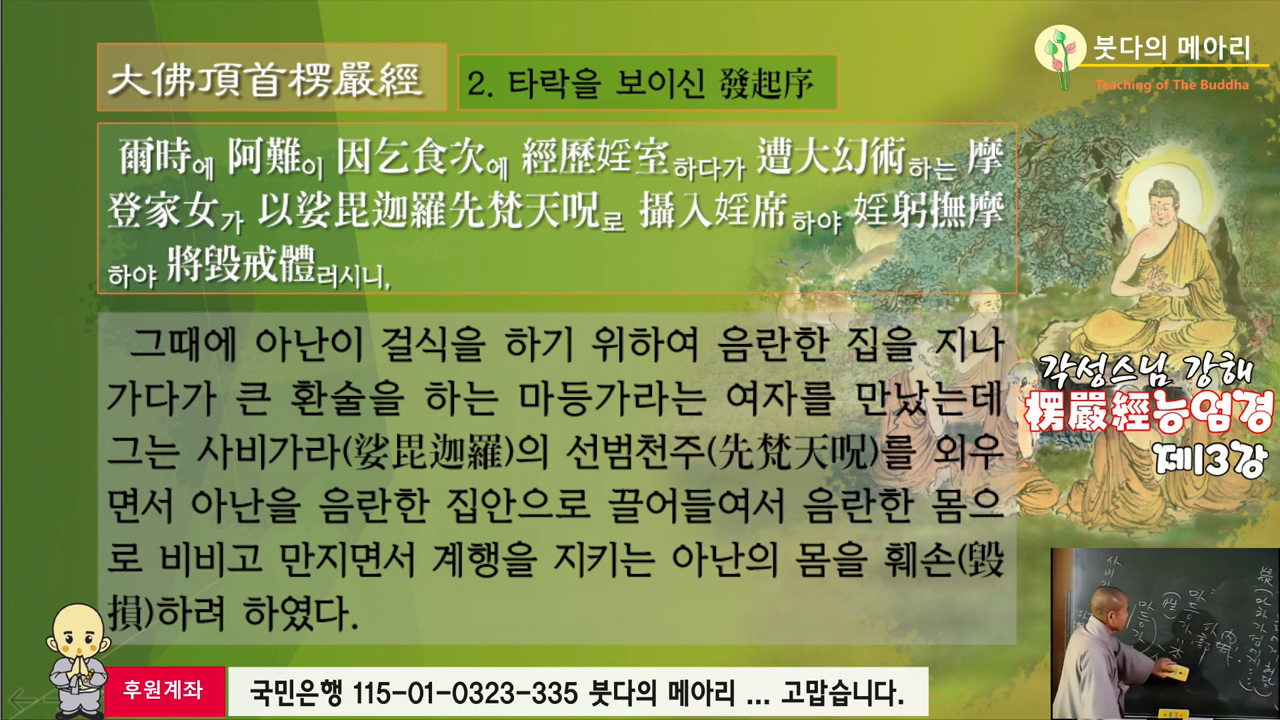 大佛頂首楞嚴經
2. 타락을 보이신 發起序
붓다의 메아리
Teaching of The Buddha
爾時에 阿難이 因乞食次에 經歷婬室하다가 遭大幻術하는 摩
登家女가 以娑毘迦羅先梵天呪로 攝入婬席하야 婬躬撫摩
하야 將毀戒體러시니,
그때에 아난이 걸식을 하기 위하여 음란한 집을 지나
가다가 큰 환술을 하는 마등가라는 여자를 만났는데
그는 사비가라(娑毘迦羅)의 선범천주(先梵天呪)를 외우
면서 아난을 음란한 집안으로 끌어들여서 음란한 몸으
로 비비고 만지면서 계행을 지키는 아난의 몸을 훼손(毀
損)하려 하였다.
각성스님 강해
楞嚴經능엄경
제13강
후원계좌
국민은행 115-01-0323-335 붓다의 메아리 ... 고맙습니다.